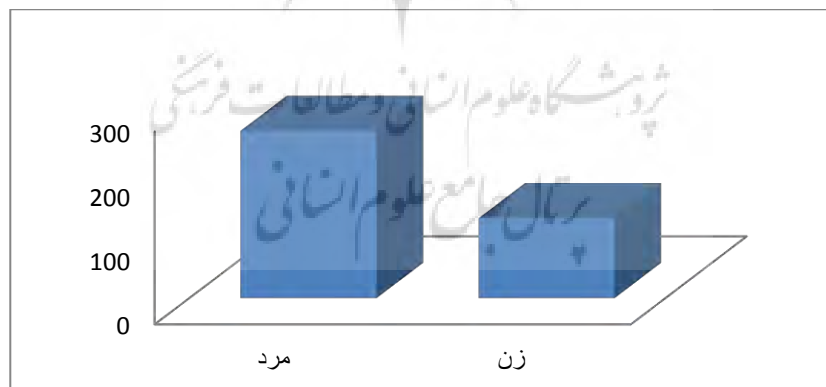 پژوهشگاه علوم انسانی و مطالعات فرهنگی
300
پرتال جامع علوم انسانی
200
100
0
مرد
زن